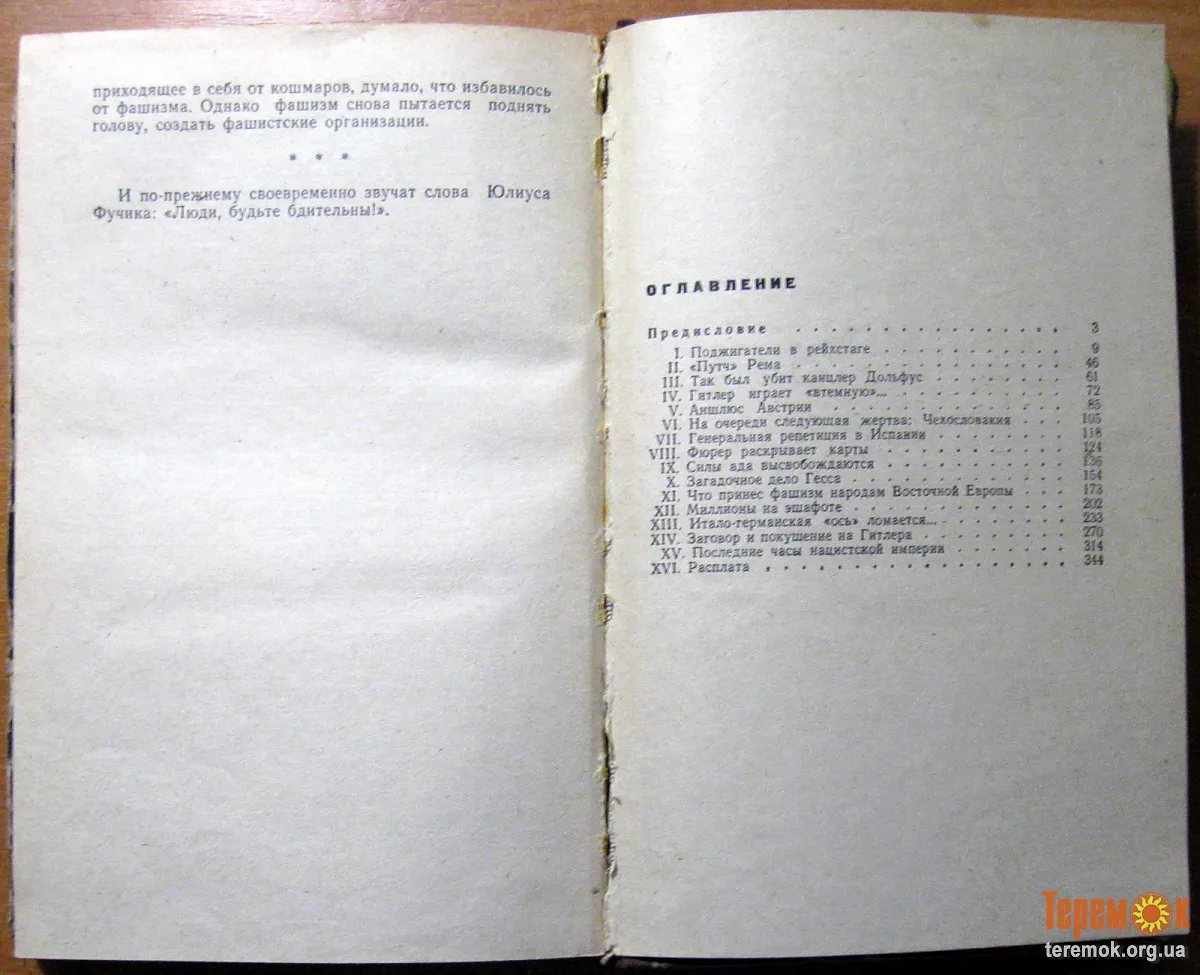 приходящее в себя от кошмаров, думало, что избавилось
от фашизма. Однако фашизм снова пытается поднять
голову, создать фашистские организации.
* * *
И по-прежнему своевременно звучат слова Юлиуса
Фучика: «Люди, будьте бдительны!».
ОГЛАВЛЕНИЕ
Предисловие 3
I. Поджигатели в рейхстаге 9
II. «Путч» Рема 46
III. Так был убит канцлер Дольфус 61
IV. Гитлер играет «втемную»... 72
V. Аншлюс Австрии 85
VI. На очереди следующая жертва: Чехословакия 105
VII. Генеральная репетиция в Испании 118
VIII. Фюрер раскрывает карты 124
IX. Силы ада высвобождаются 136
X. Загадочное дело Гесса 154
XI. Что принес фашизм народам Восточной Европы 173
XII. Миллионы на эшафоте 202
XIII. Итало-германская «ось» ломается... 233
XIV. Заговор и покушение на Гитлера 270
XV. Последние часы нацистской империи 314
XVI. Расплата 344
Теремок
teremok.org.ua